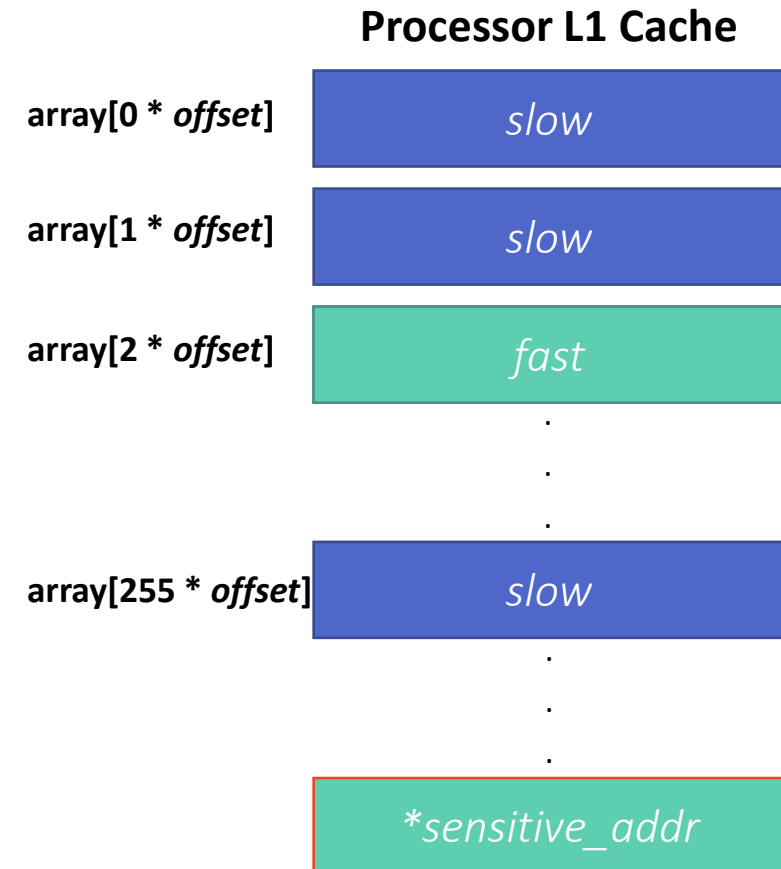 Processor L1 Cache
array[0 * offset] slow
array[1 * offset] slow
array[2 * offset] fast
.
.
.
array[255 * offset] slow
.
.
.
*sensitive_addr